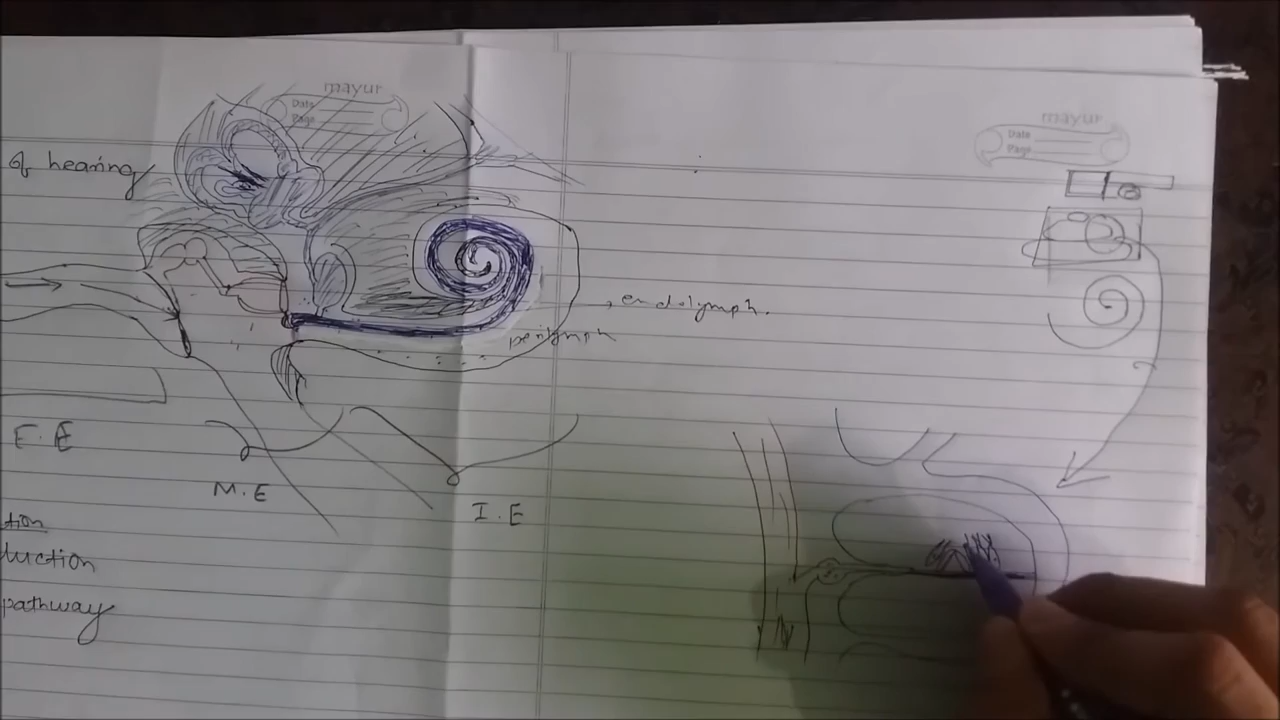 mayur
Date
Page
mayur
Date
Page
of hearing
, endolymph.
perilymph
E.E
M.E
I.E
tion
duction
pathway